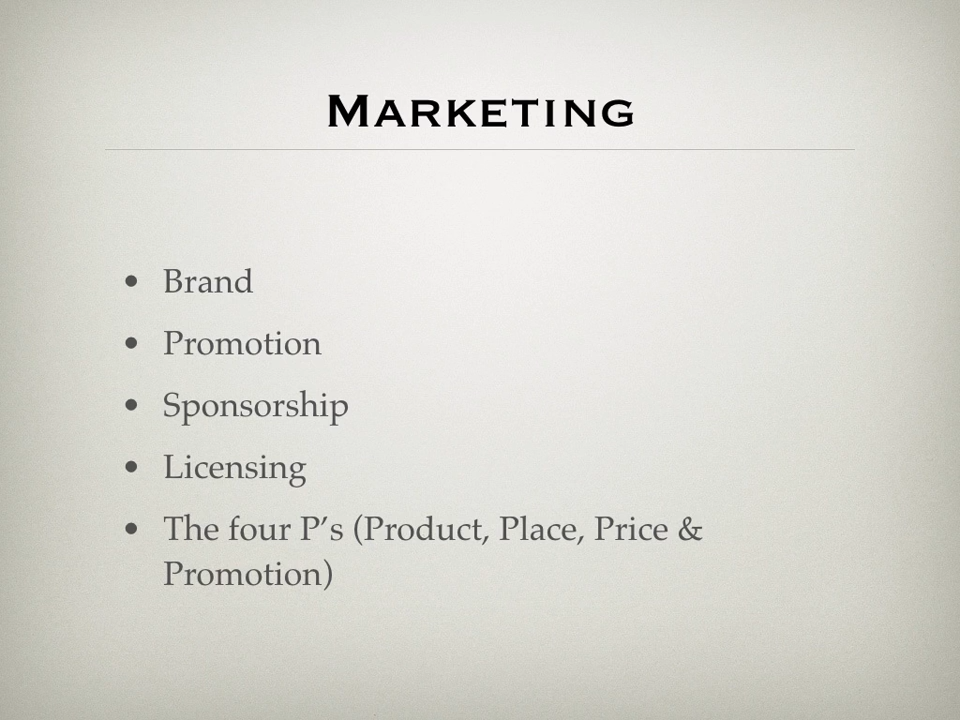 Marketing
• Brand
• Promotion
• Sponsorship
• Licensing
• The four P’s (Product, Place, Price &
Promotion)